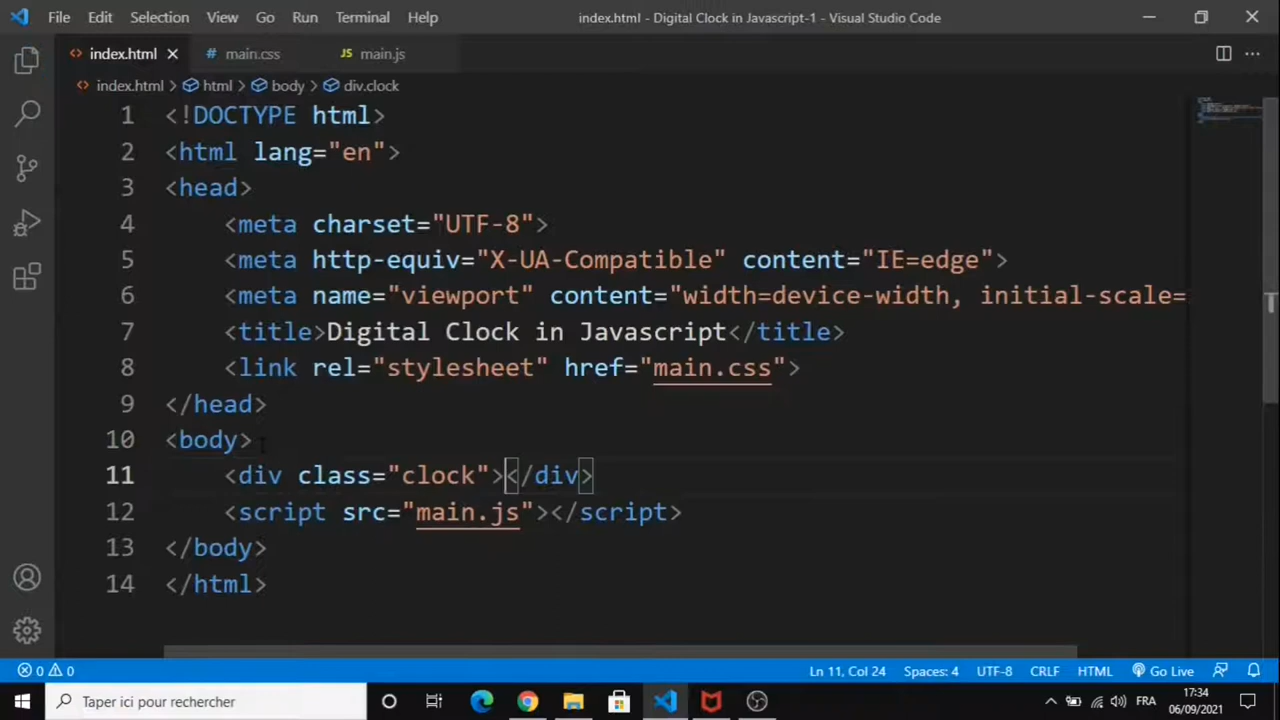 File Edit Selection View Go Run Terminal Help index.html - Digital Clock in Javascript-1 - Visual Studio Code
<> index.html # main.css JS main.js
<> index.html > html > body > div.clock
1 <!DOCTYPE html>
2 <html lang="en">
3 <head>
4 <meta charset="UTF-8">
5 <meta http-equiv="X-UA-Compatible" content="IE=edge">
6 <meta name="viewport" content="width=device-width, initial-scale=
7 <title>Digital Clock in Javascript</title>
8 <link rel="stylesheet" href="main.css">
9 </head>
10 <body>
11 <div class="clock"></div>
12 <script src="main.js"></script>
13 </body>
14 </html>
0 0 Ln 11, Col 24 Spaces: 4 UTF-8 CRLF HTML Go Live
Taper ici pour rechercher FRA 17:34
06/09/2021